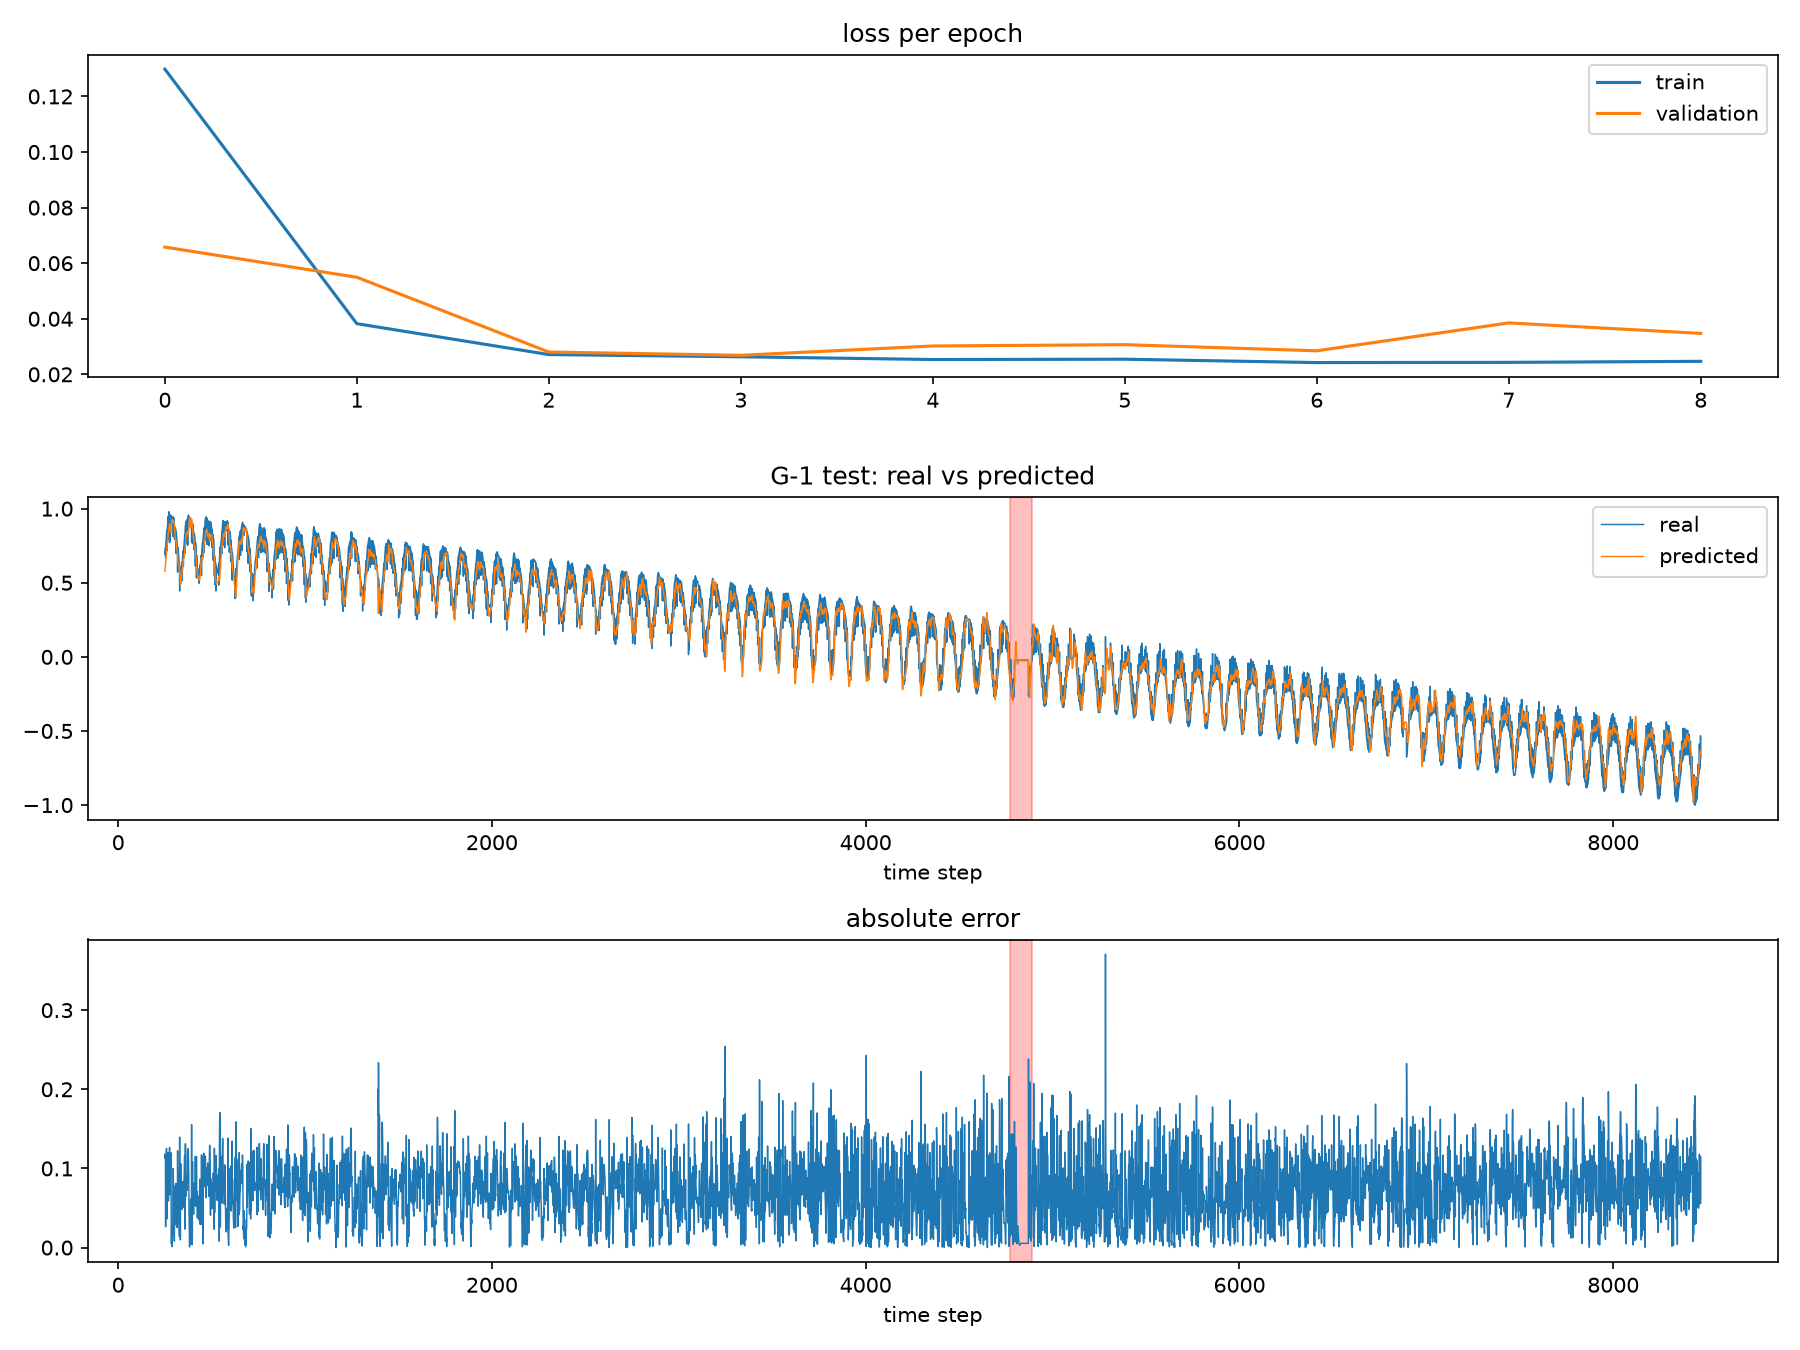 loss per epoch
train
validation
0.12
0.10
0.08
0.06
0.04
0.02
0 1 2 3 4 5 6 7 8
G-1 test: real vs predicted
real
predicted
1.0
0.5
0.0
−0.5
−1.0
0 2000 4000 6000 8000
time step
absolute error
0.3
0.2
0.1
0.0
0 2000 4000 6000 8000
time step